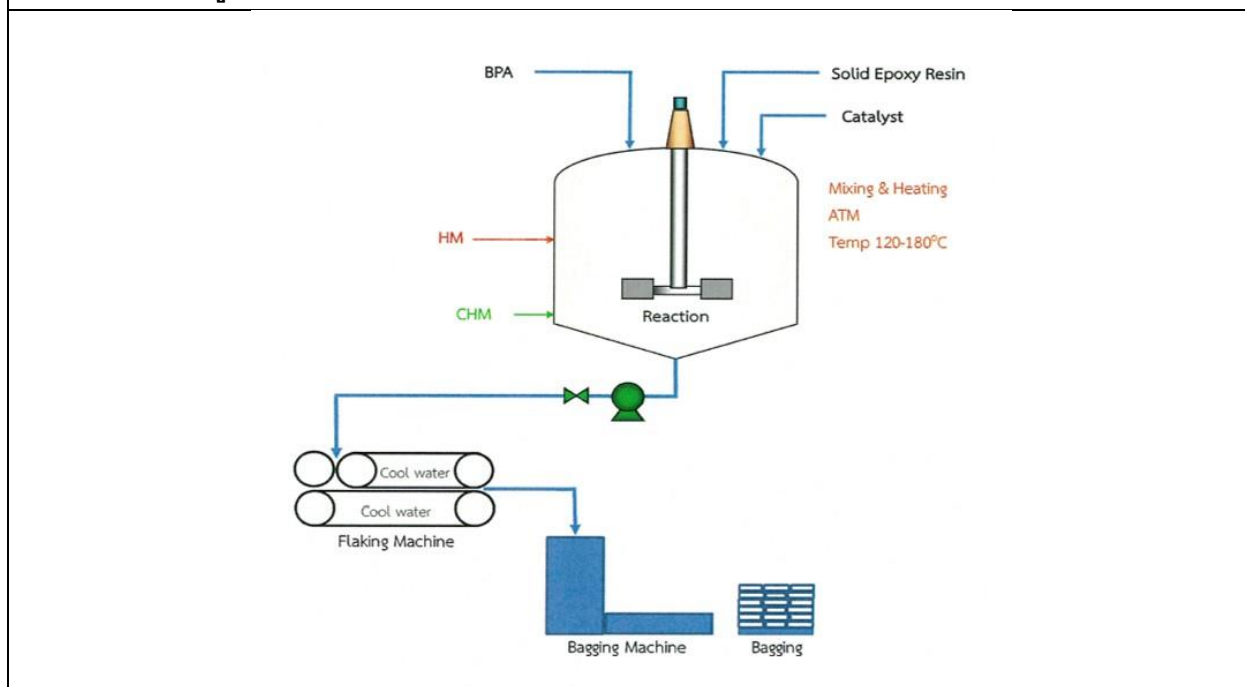 BPA
Solid Epoxy Resin
Catalyst
Mixing & Heating
ATM
Temp 120-180⁰C
HM
CHM
Reaction
Cool water
Cool water
Flaking Machine
Bagging Machine
Bagging